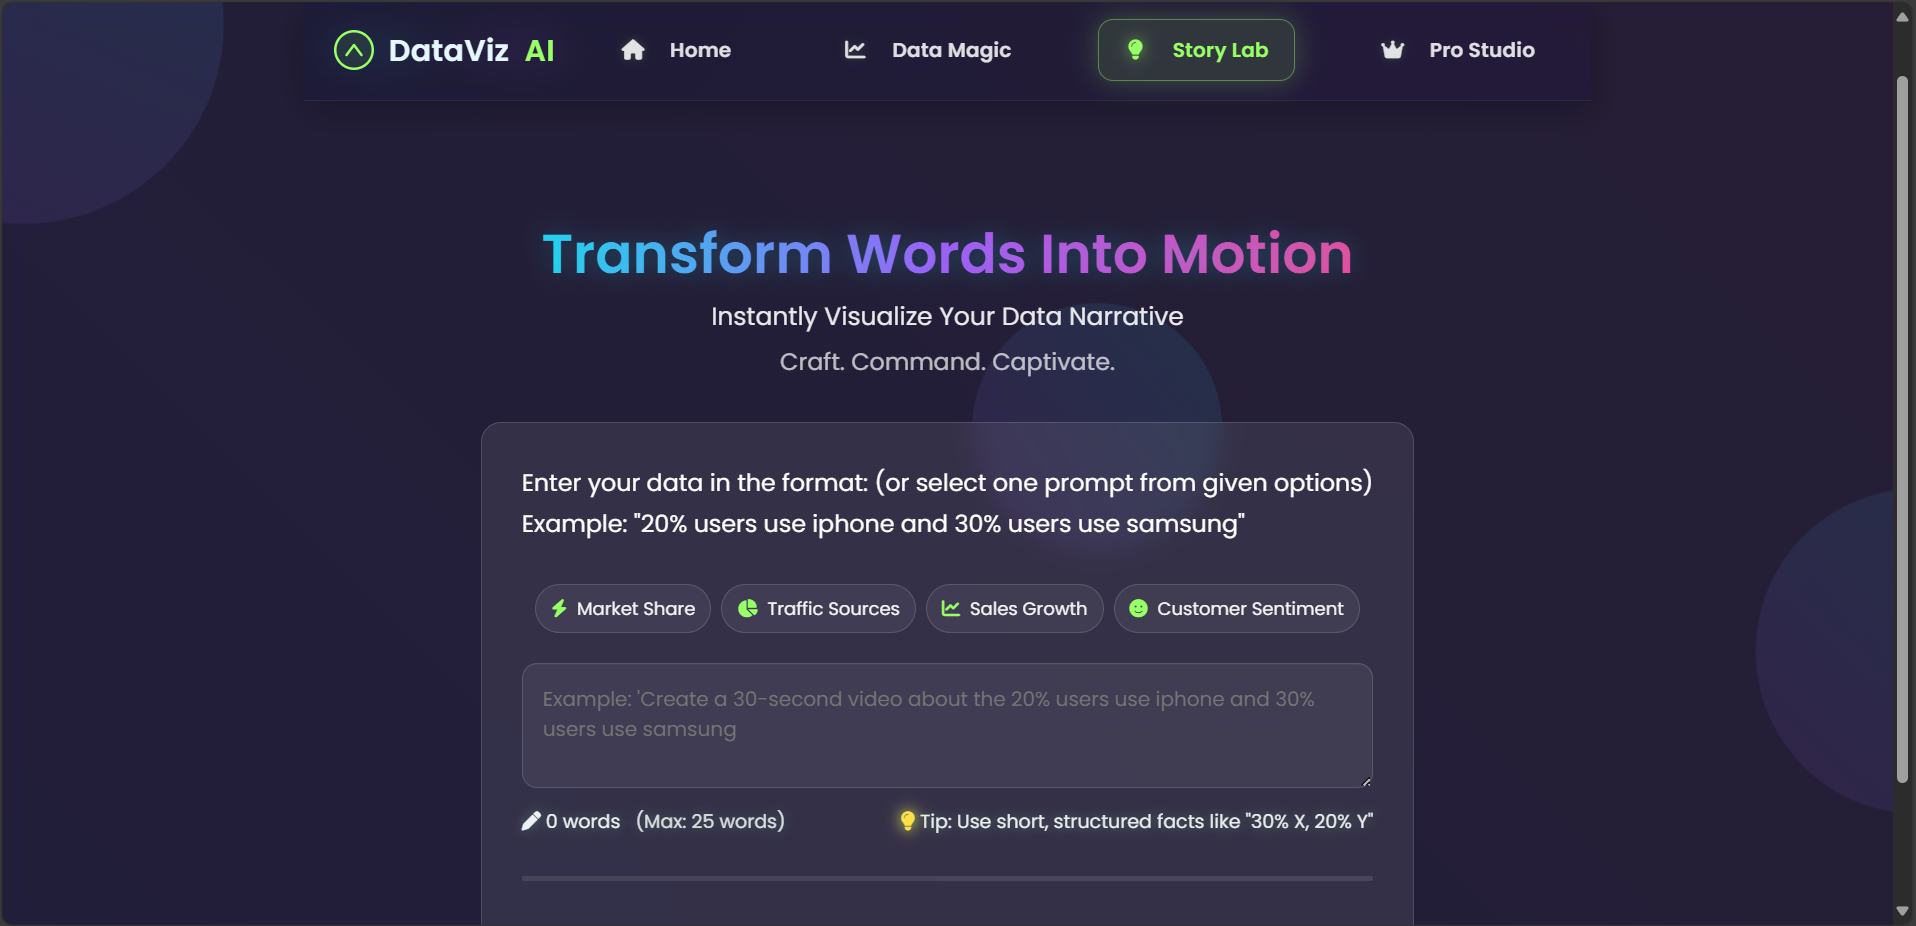 DataViz AI
Home
Data Magic
Story Lab
Pro Studio
Transform Words Into Motion
Instantly Visualize Your Data Narrative
Craft. Command. Captivate.
Enter your data in the format: (or select one prompt from given options)
Example: "20% users use iphone and 30% users use samsung"
Market Share
Traffic Sources
Sales Growth
Customer Sentiment
Example: 'Create a 30-second video about the 20% users use iphone and 30%
users use samsung
0 words (Max: 25 words)
Tip: Use short, structured facts like "30% X, 20% Y"